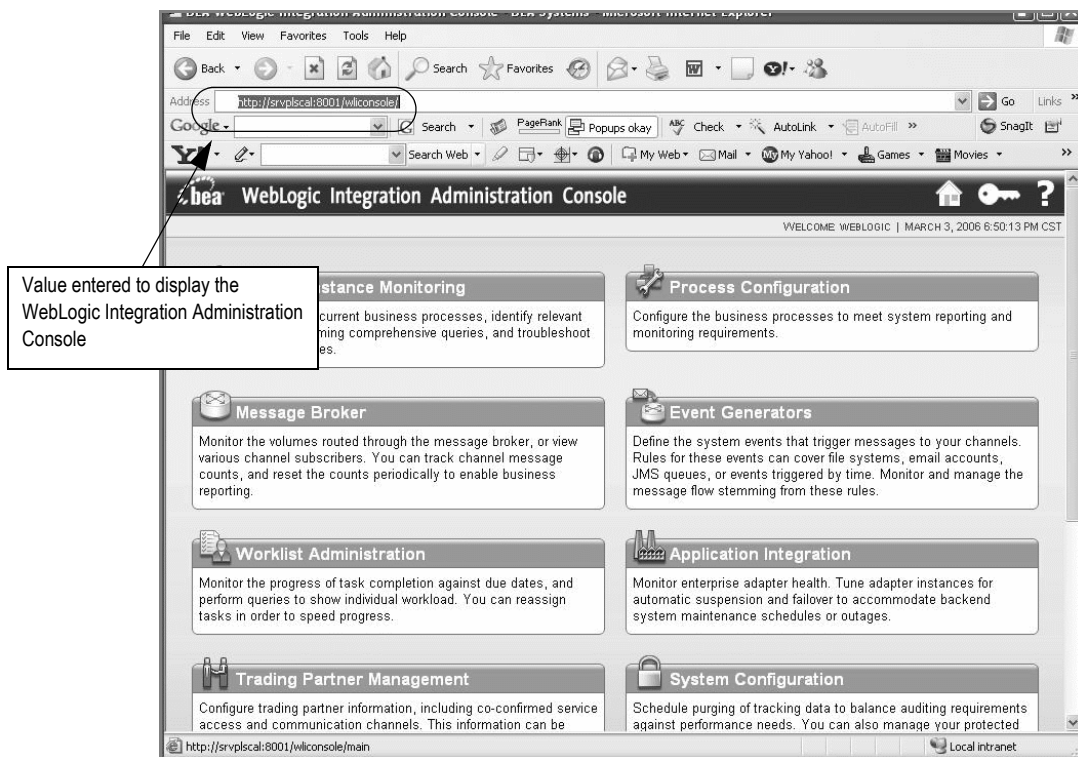 BEA WebLogic Integration Administration Console - BEA Systems - Microsoft Internet Explorer
File Edit View Favorites Tools Help
Back Search Favorites
Address http://srvplscal:8001/wliconsole/ Go Links »
Google Search PageRank Popups okay ABC Check AutoLink AutoFill » SnagIt
Y! Search Web My Web Mail My Yahoo! Games Movies »
bea WebLogic Integration Administration Console ?
WELCOME WEBLOGIC | MARCH 3, 2006 6:50:13 PM CST
Value entered to display the
WebLogic Integration Administration
Console
stance Monitoring
current business processes, identify relevant
ming comprehensive queries, and troubleshoot
es.
Process Configuration
Configure the business processes to meet system reporting and
monitoring requirements.
Message Broker
Monitor the volumes routed through the message broker, or view
various channel subscribers. You can track channel message
counts, and reset the counts periodically to enable business
reporting.
Event Generators
Define the system events that trigger messages to your channels.
Rules for these events can cover file systems, email accounts,
JMS queues, or events triggered by time. Monitor and manage the
message flow stemming from these rules.
Worklist Administration
Monitor the progress of task completion against due dates, and
perform queries to show individual workload. You can reassign
tasks in order to speed progress.
Application Integration
Monitor enterprise adapter health. Tune adapter instances for
automatic suspension and failover to accommodate backend
system maintenance schedules or outages.
Trading Partner Management
Configure trading partner information, including co-confirmed service
access and communication channels. This information can be
System Configuration
Schedule purging of tracking data to balance auditing requirements
against performance needs. You can also manage your protected
http://srvplscal:8001/wliconsole/main Local intranet